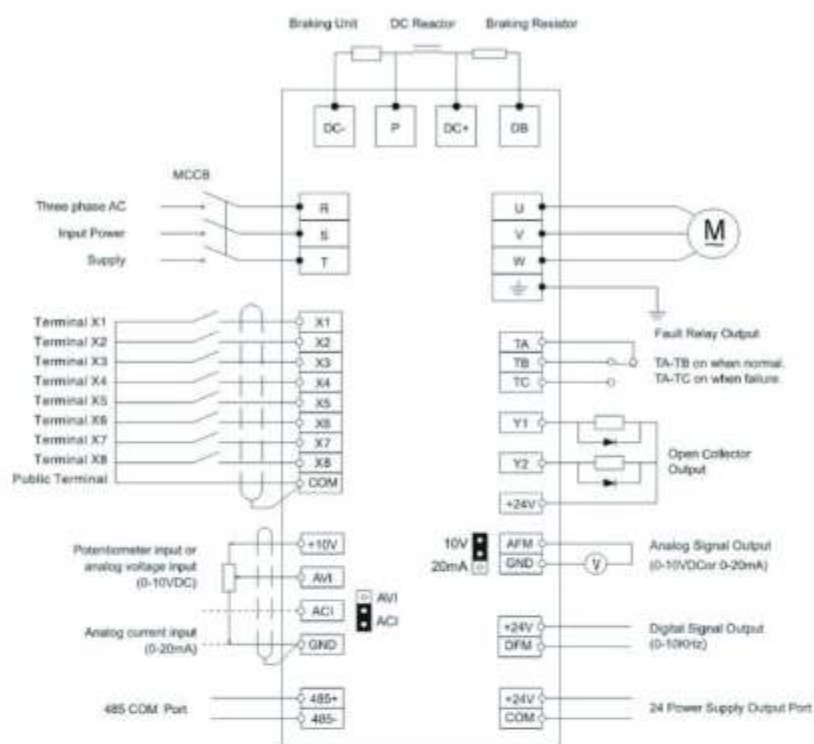 Braking Unit DC Reactor Braking Resistor
DC- P DC+ DB
MCCB
Three phase AC R U
Input Power S V M
Supply T W
Terminal X1 X1
Fault Relay Output
Terminal X2 X2 TA
Terminal X3 X3 TB TA-TB on when normal.
Terminal X4 X4 TC TA-TC on when failure.
Terminal X5 X5
Terminal X6 X6 Y1
Terminal X7 X7
Open Collector
Terminal X8 X8 Y2
Output
Public Terminal COM
+24V
Potentiometer input or
analog voltage input
(0-10VDC)
+10V
AVI
ACI
GND
AVI
ACI
Analog current input
(0-20mA)
10V AFM
20mA GND V
Analog Signal Output
(0-10VDCor 0-20mA)
+24V
DFM
Digital Signal Output
(0-10KHz)
485 COM Port
485+
485-
+24V
COM
24 Power Supply Output Port